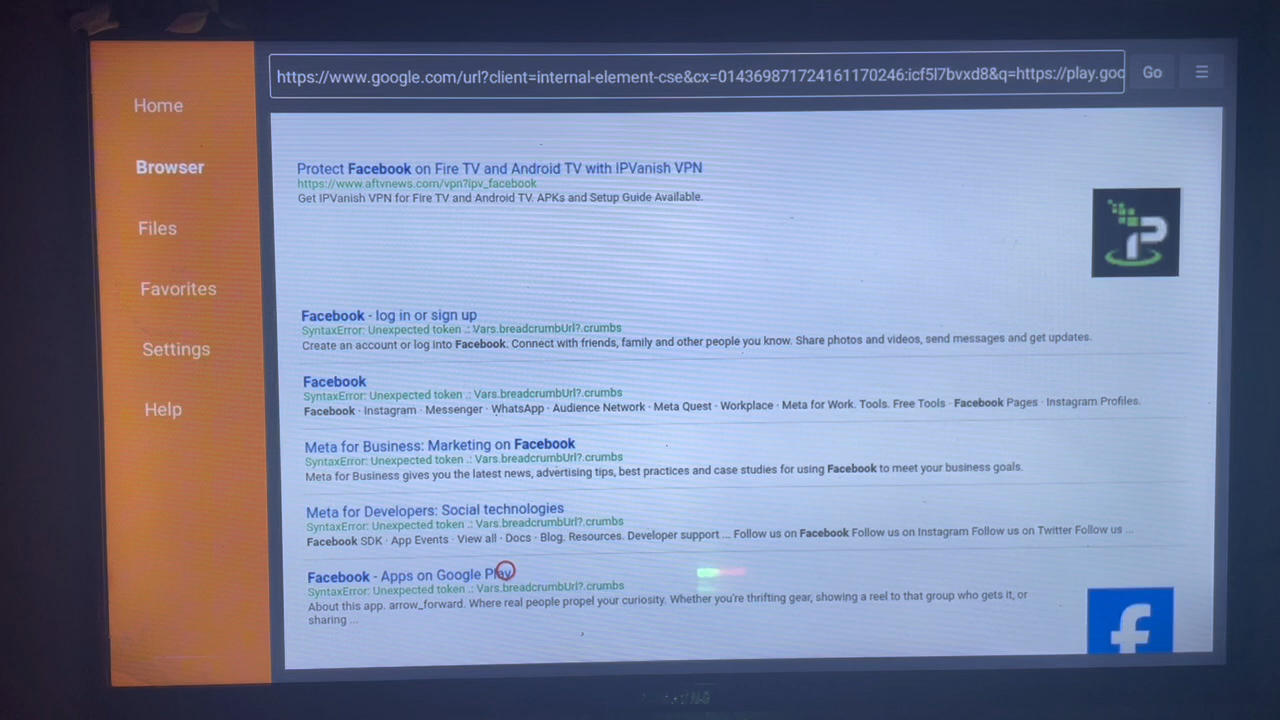 Home
Browser
Files
Favorites
Settings
Help
https://www.google.com/url?client=internal-element-cse&cx=014369871724161170246:icf5l7bvxd8&q=https://play.goo
Go
Protect Facebook on Fire TV and Android TV with IPVanish VPN
https://www.aftvnews.com/vpn?ipv_facebook
Get IPVanish VPN for Fire TV and Android TV. APKs and Setup Guide Available.
Facebook - log in or sign up
SyntaxError: Unexpected token .: Vars.breadcrumbUrl?.crumbs
Create an account or log into Facebook. Connect with friends, family and other people you know. Share photos and videos, send messages and get updates.
Facebook
SyntaxError: Unexpected token .: Vars.breadcrumbUrl?.crumbs
Facebook · Instagram · Messenger · WhatsApp · Audience Network · Meta Quest · Workplace · Meta for Work. Tools. Free Tools · Facebook Pages · Instagram Profiles.
Meta for Business: Marketing on Facebook
SyntaxError: Unexpected token .: Vars.breadcrumbUrl?.crumbs
Meta for Business gives you the latest news, advertising tips, best practices and case studies for using Facebook to meet your business goals.
Meta for Developers: Social technologies
SyntaxError: Unexpected token .: Vars.breadcrumbUrl?.crumbs
Facebook SDK · App Events · View all · Docs · Blog. Resources. Developer support ... Follow us on Facebook Follow us on Instagram Follow us on Twitter Follow us ...
Facebook - Apps on Google Play
SyntaxError: Unexpected token .: Vars.breadcrumbUrl?.crumbs
About this app. arrow_forward. Where real people propel your curiosity. Whether you're thrifting gear, showing a reel to that group who gets it, or
sharing ...